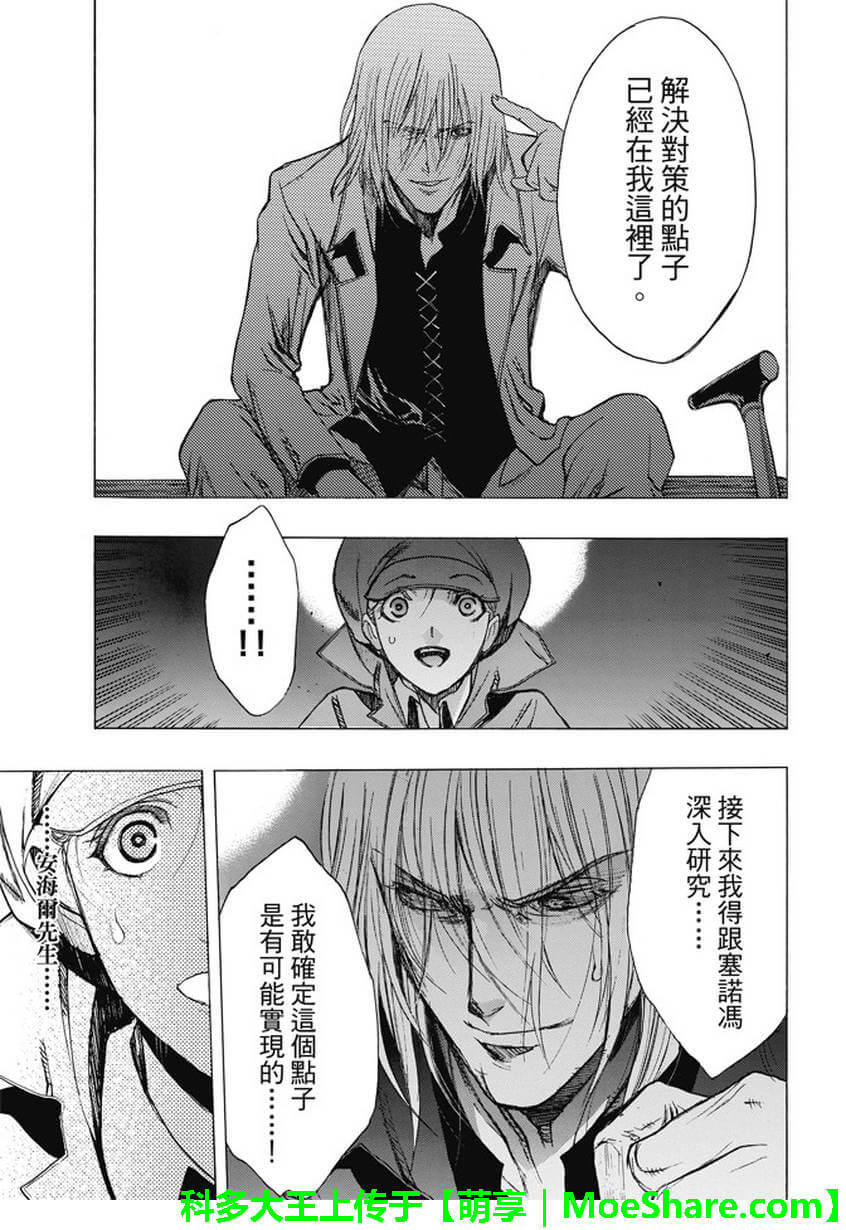 解決對策的點子
已經在我這裡了。
……!!
接下來我得跟塞諾馮
深入研究……
我敢確定這個點子
是有可能實現的……！
……安海爾先生……
科多大王上传于【萌享｜MoeShare.com】